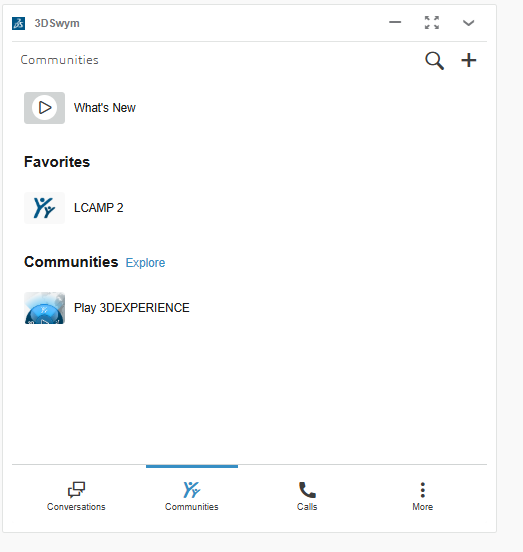 3DSwym
Communities
What's New
Favorites
LCAMP 2
Communities Explore
Play 3DEXPERIENCE
Conversations Communities Calls More